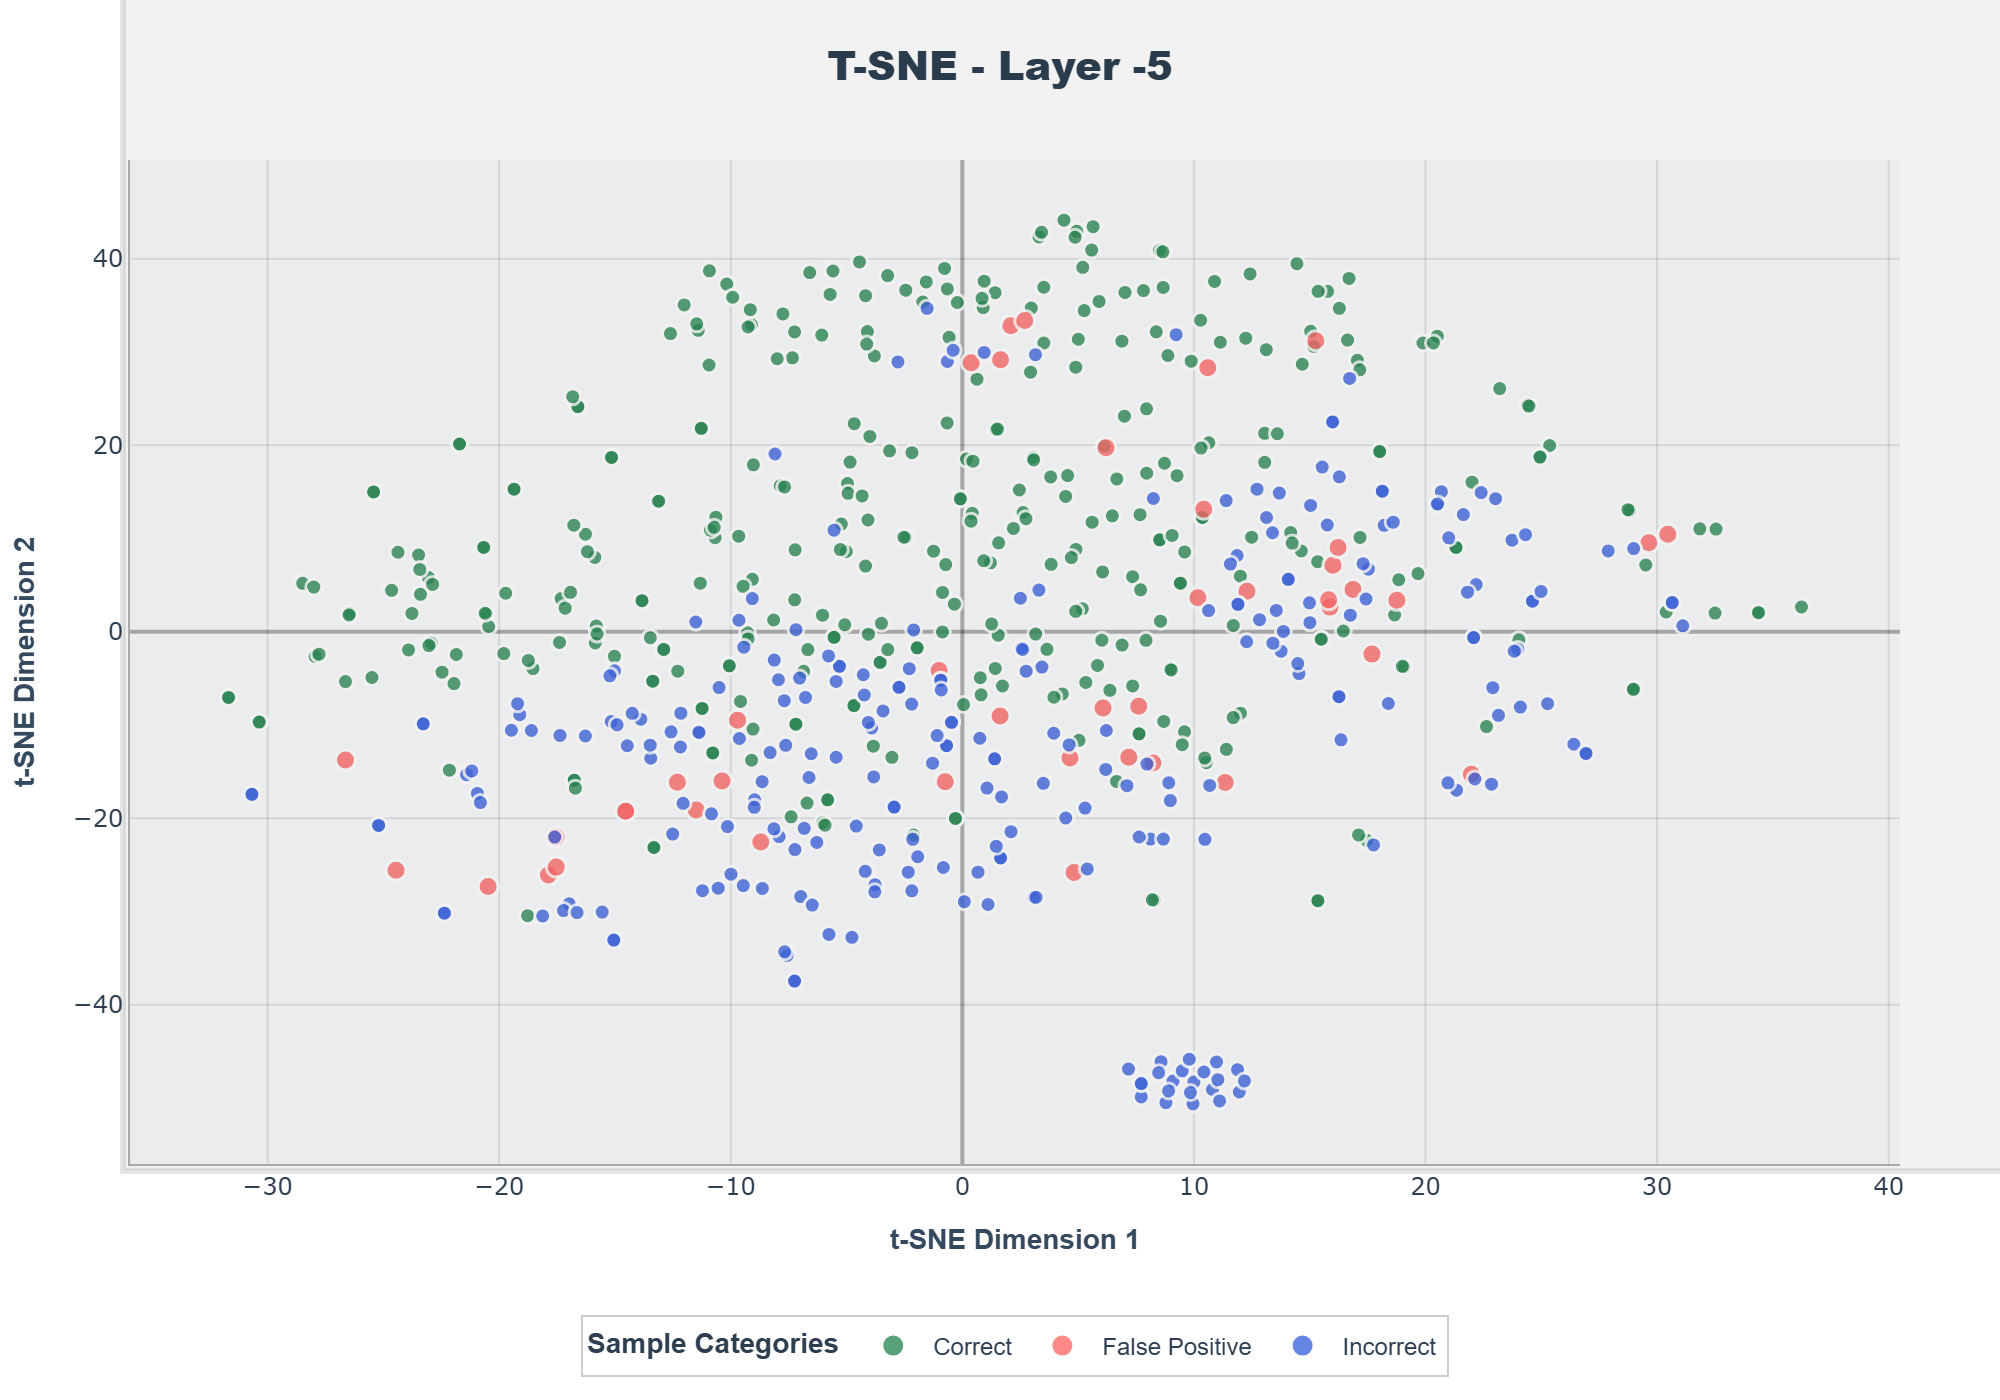 T-SNE - Layer -5
t-SNE Dimension 2
40
20
0
−20
−40
−30
−20
−10
0
10
20
30
40
t-SNE Dimension 1
Sample Categories
Correct
False Positive
Incorrect